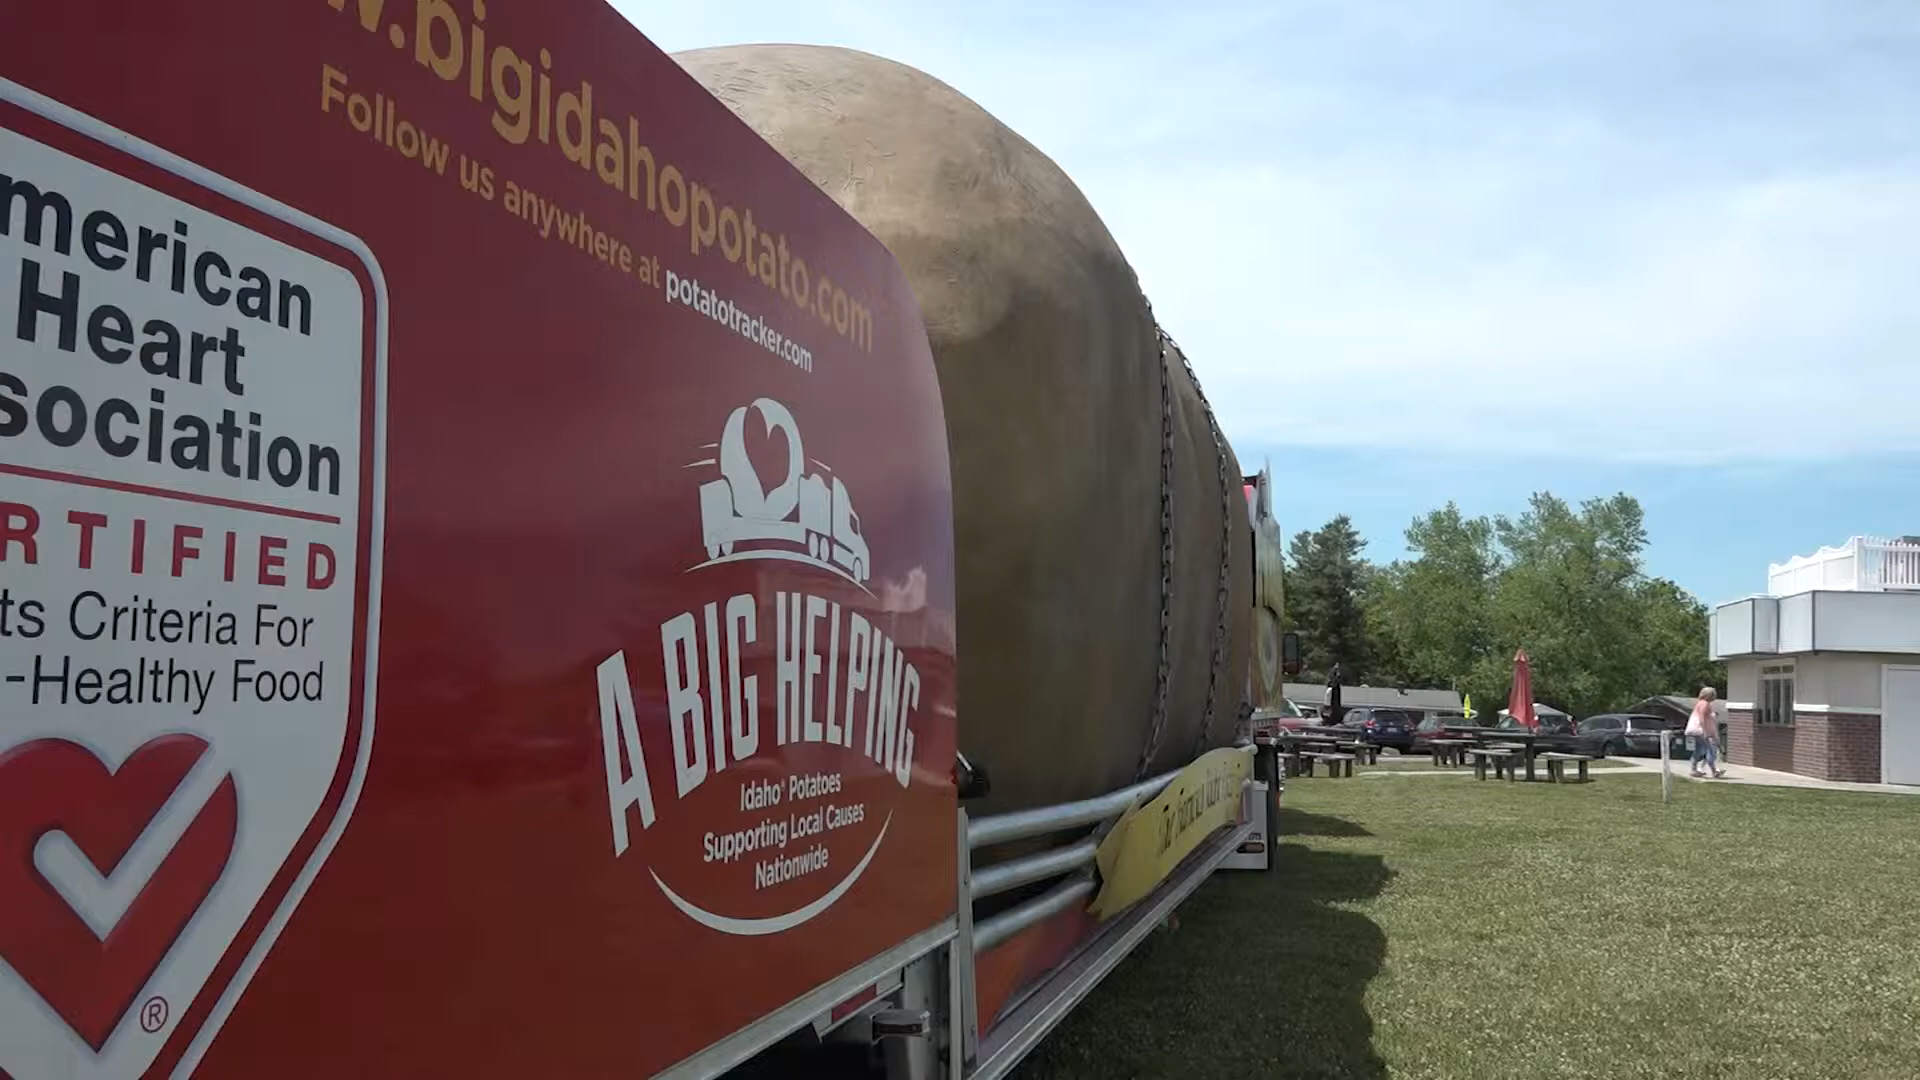 w.bigidahopotato.com
Follow us anywhere at potatotracker.com
merican
Heart
sociation
RTIFIED
ts Criteria For
-Healthy Food
®
A BIG HELPING
Idaho® Potatoes
Supporting Local Causes
Nationwide